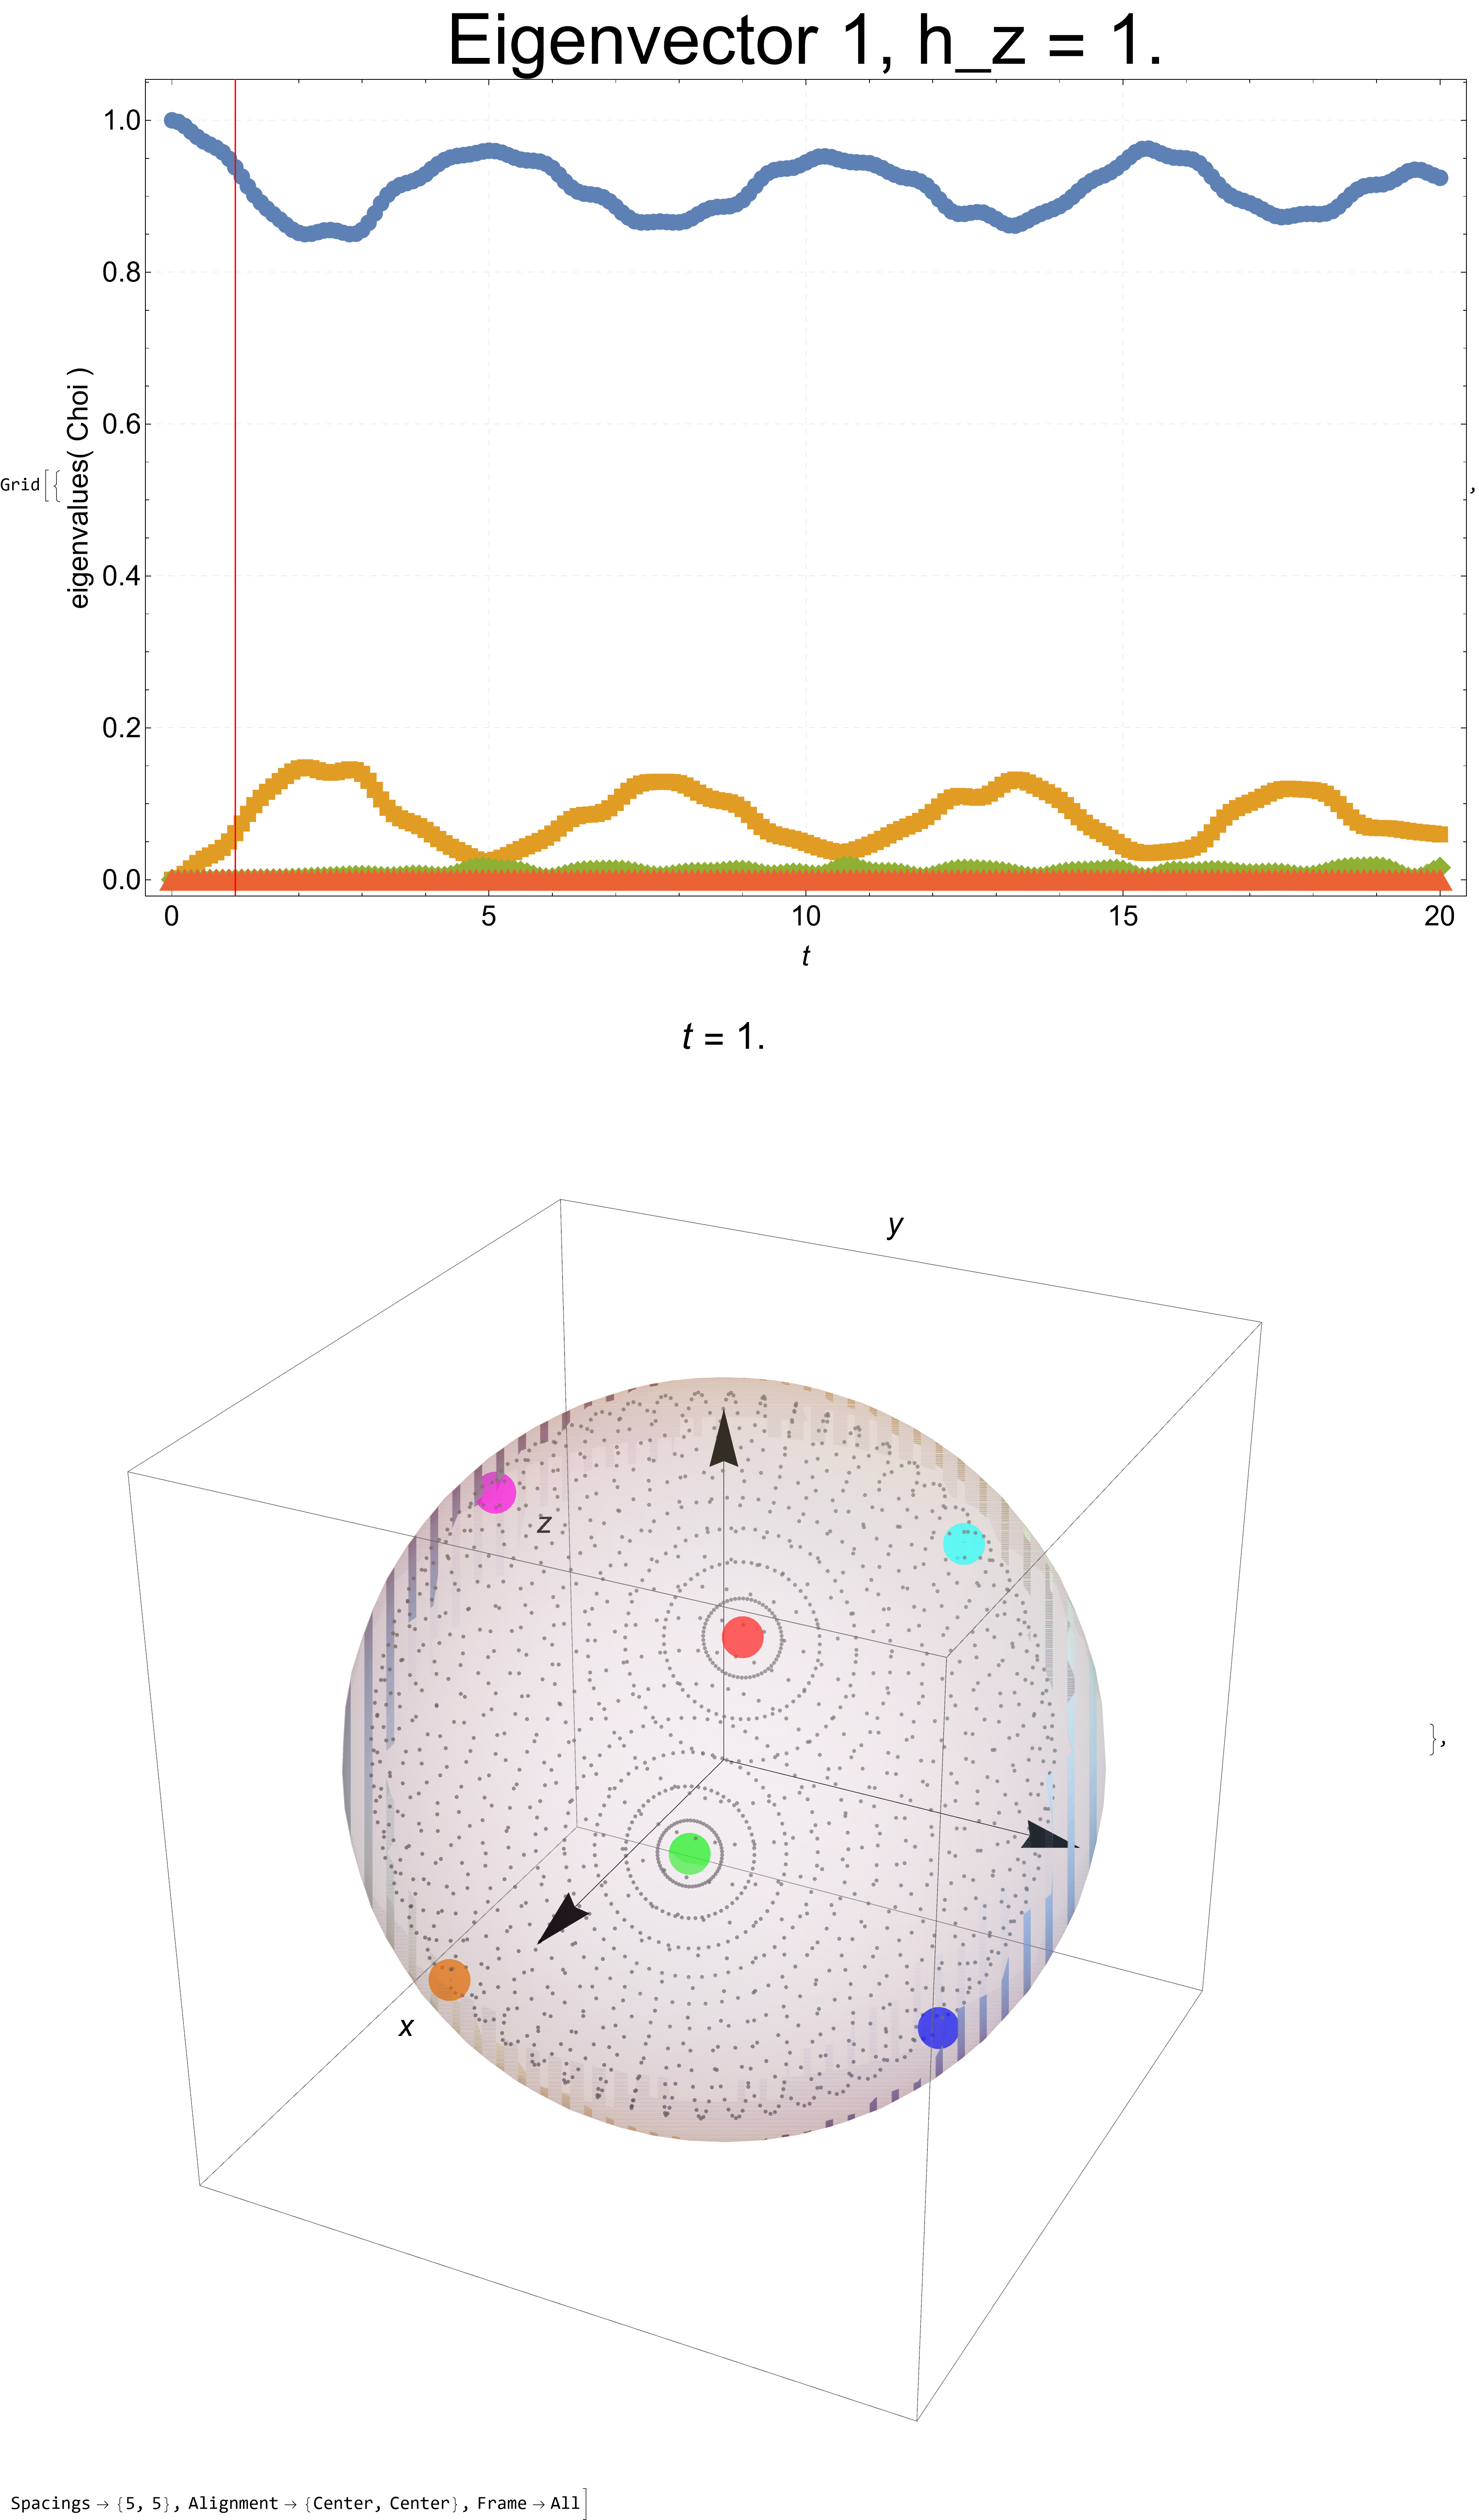 Eigenvector 1, h_z = 1.
1.0
0.8
0.6
0.4
0.2
0.0
eigenvalues( Choi )
Grid[{
,
0 5 10 15 20
t
t = 1.
y
z
x
},
Spacings → {5, 5}, Alignment → {Center, Center}, Frame → All]